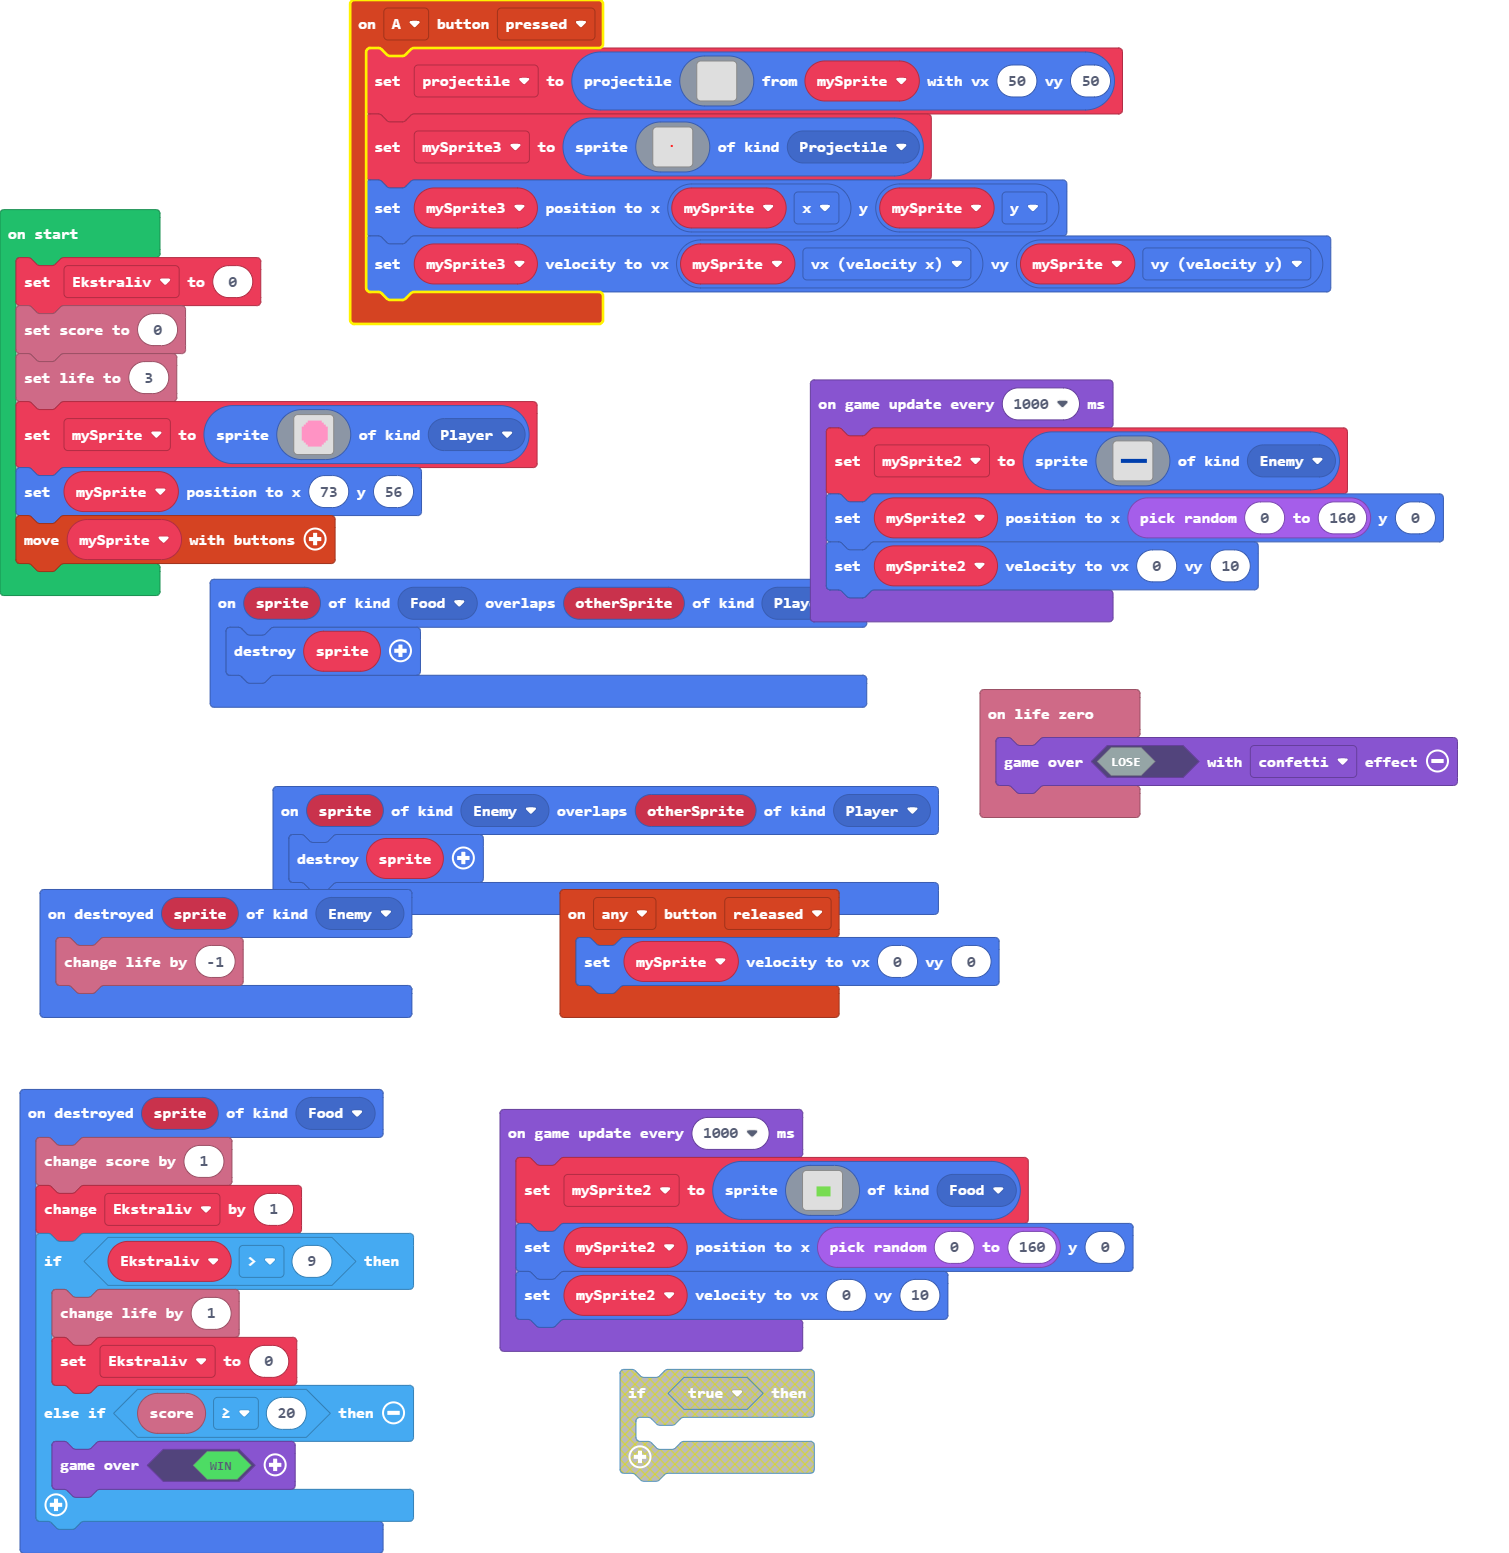 on A button pressed
set projectile to projectile from mySprite with vx 50 vy 50
set mySprite3 to sprite of kind Projectile
set mySprite3 position to x mySprite x y mySprite y
set mySprite3 velocity to vx mySprite vx (velocity x) vy mySprite vy (velocity y)
on start
set Ekstraliv to 0
set score to 0
set life to 3
set mySprite to sprite of kind Player
set mySprite position to x 73 y 56
move mySprite with buttons
on game update every 1000 ms
set mySprite2 to sprite of kind Enemy
set mySprite2 position to x pick random 0 to 160 y 0
set mySprite2 velocity to vx 0 vy 10
on sprite of kind Food overlaps otherSprite of kind Play
destroy sprite
on life zero
game over LOSE with confetti effect
on sprite of kind Enemy overlaps otherSprite of kind Player
destroy sprite
on destroyed sprite of kind Enemy
change life by -1
on any button released
set mySprite velocity to vx 0 vy 0
on destroyed sprite of kind Food
change score by 1
change Ekstraliv by 1
if Ekstraliv > 9 then
change life by 1
set Ekstraliv to 0
else if score ≥ 20 then
game over WIN
on game update every 1000 ms
set mySprite2 to sprite of kind Food
set mySprite2 position to x pick random 0 to 160 y 0
set mySprite2 velocity to vx 0 vy 10
if true then